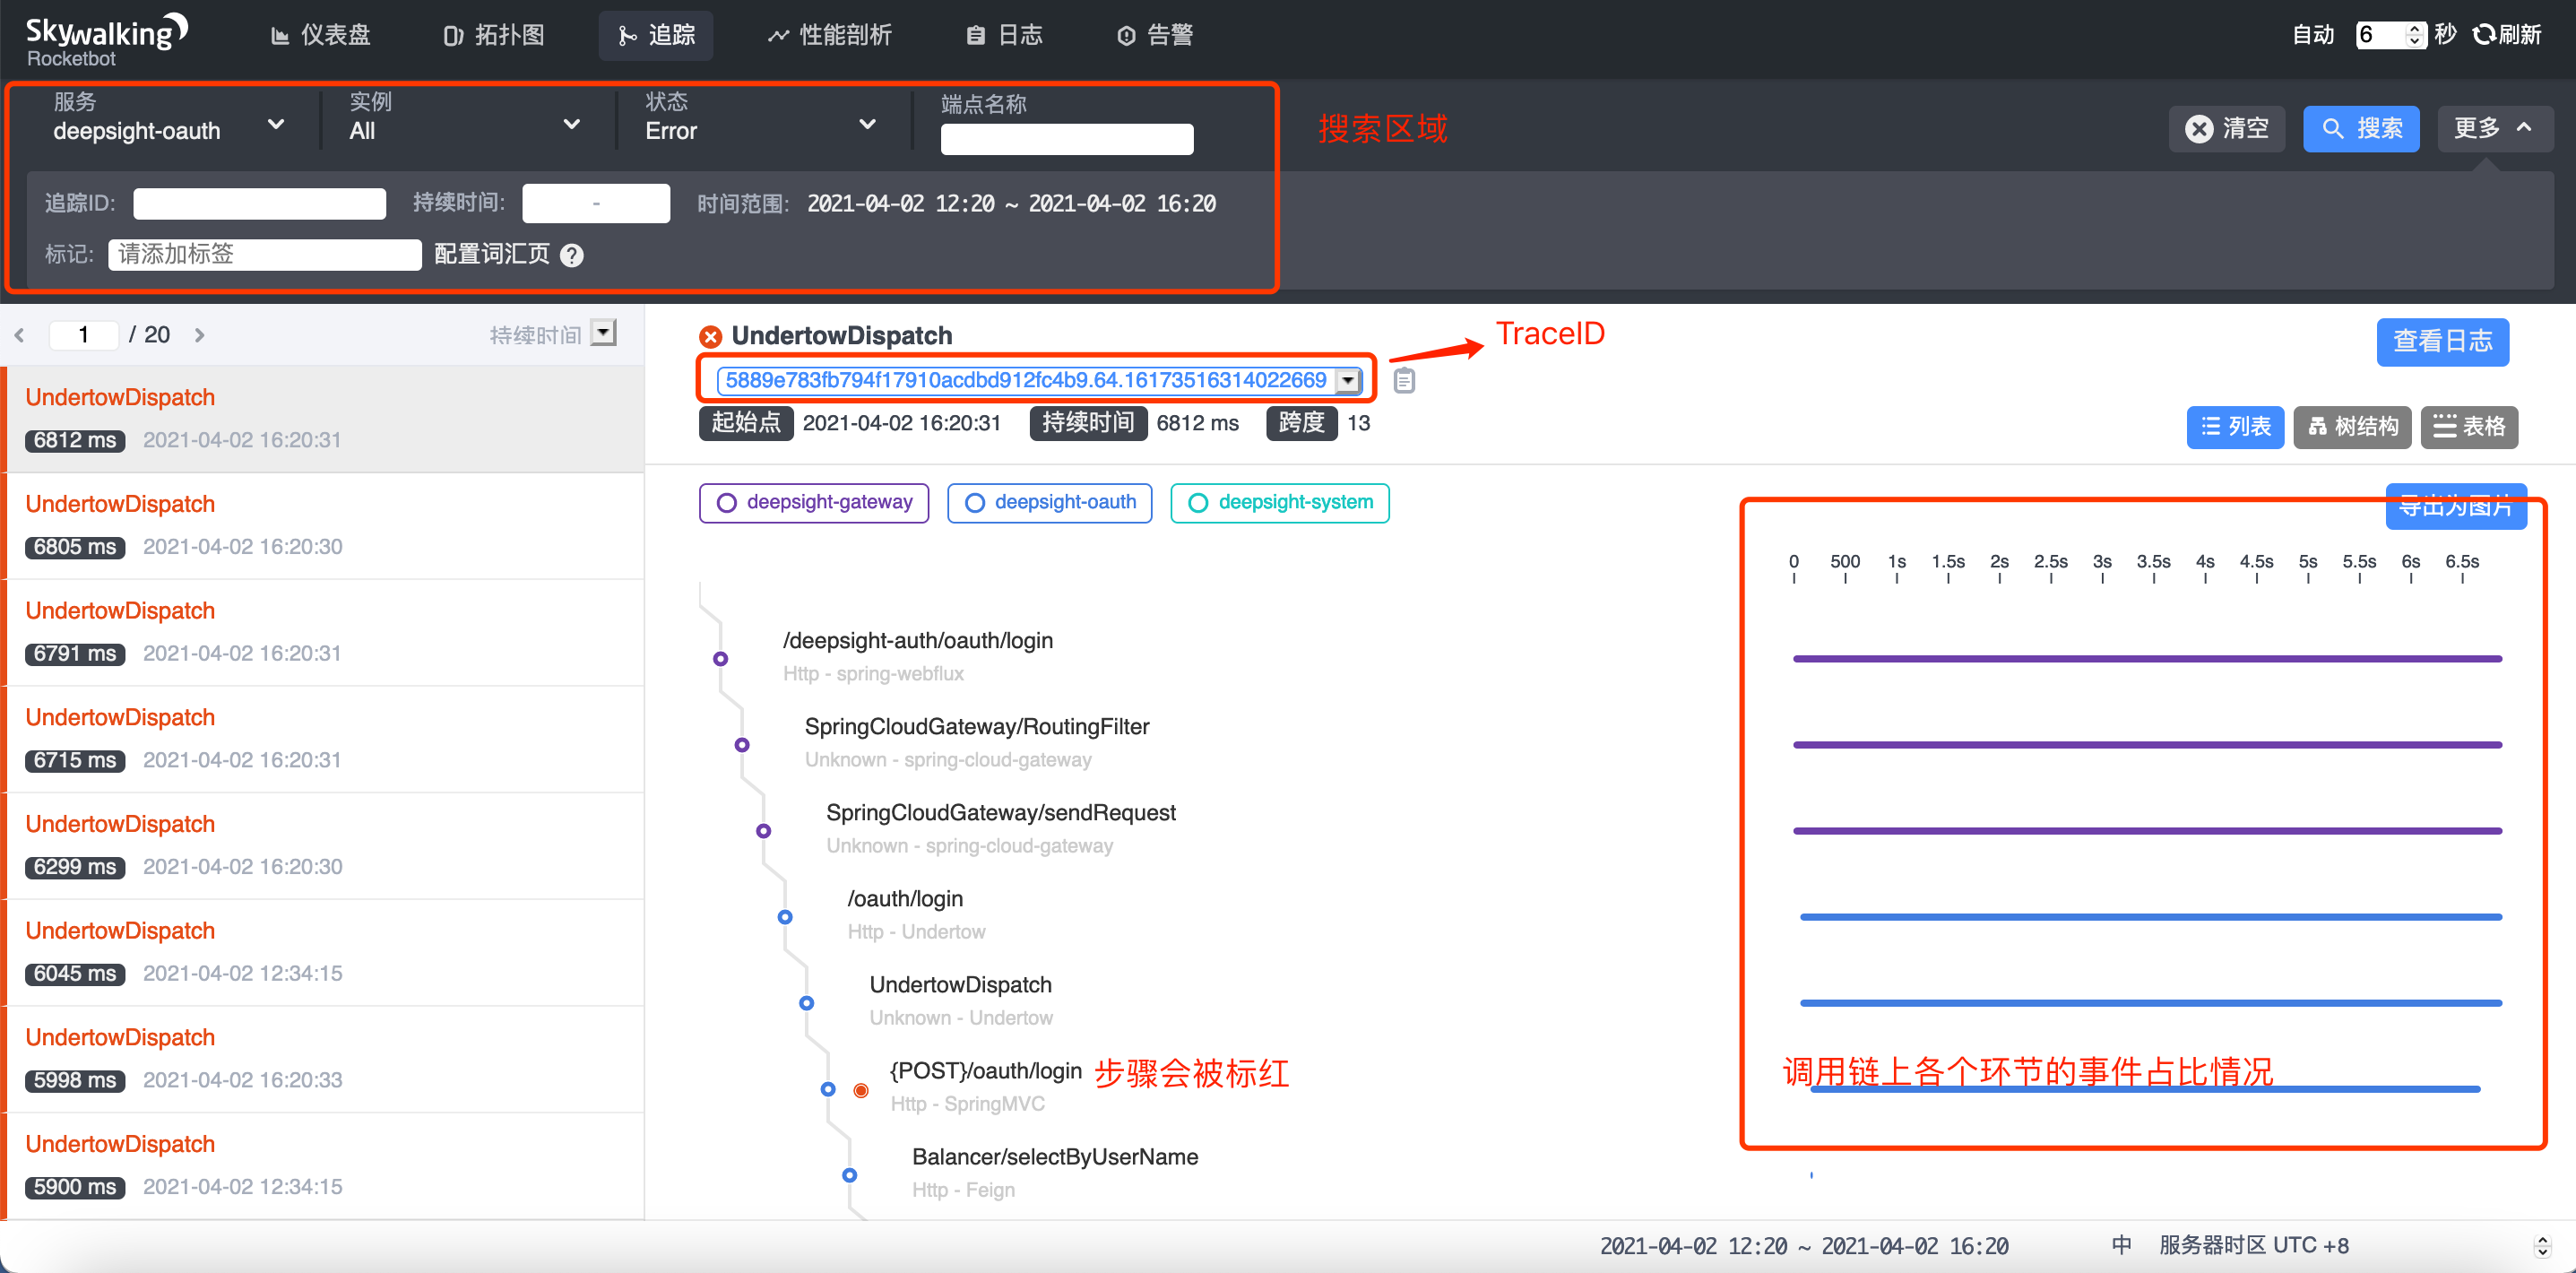 Skywalking
Rocketbot
仪表盘
拓扑图
追踪
性能剖析
日志
告警
自动 6 秒 刷新
服务
deepsight-oauth
实例
All
状态
Error
端点名称
搜索区域
清空
搜索
更多
追踪ID:
持续时间: -
时间范围: 2021-04-02 12:20 ~ 2021-04-02 16:20
标记: 请添加标签 配置词汇页 ?
1 / 20
持续时间
UndertowDispatch
6812 ms 2021-04-02 16:20:31
UndertowDispatch
6805 ms 2021-04-02 16:20:30
UndertowDispatch
6791 ms 2021-04-02 16:20:31
UndertowDispatch
6715 ms 2021-04-02 16:20:31
UndertowDispatch
6299 ms 2021-04-02 16:20:30
UndertowDispatch
6045 ms 2021-04-02 12:34:15
UndertowDispatch
5998 ms 2021-04-02 16:20:33
UndertowDispatch
5900 ms 2021-04-02 12:34:15
UndertowDispatch
TraceID
查看日志
5889e783fb794f17910acdbd912fc4b9.64.16173516314022669
起始点 2021-04-02 16:20:31 持续时间 6812 ms 跨度 13
列表
树结构
表格
deepsight-gateway
deepsight-oauth
deepsight-system
导出为图片
0 500 1s 1.5s 2s 2.5s 3s 3.5s 4s 4.5s 5s 5.5s 6s 6.5s
/deepsight-auth/oauth/login
Http - spring-webflux
SpringCloudGateway/RoutingFilter
Unknown - spring-cloud-gateway
SpringCloudGateway/sendRequest
Unknown - spring-cloud-gateway
/oauth/login
Http - Undertow
UndertowDispatch
Unknown - Undertow
{POST}/oauth/login 步骤会被标红
Http - SpringMVC
调用链上各个环节的事件占比情况
Balancer/selectByUserName
Http - Feign
2021-04-02 12:20 ~ 2021-04-02 16:20
中
服务器时区 UTC +8